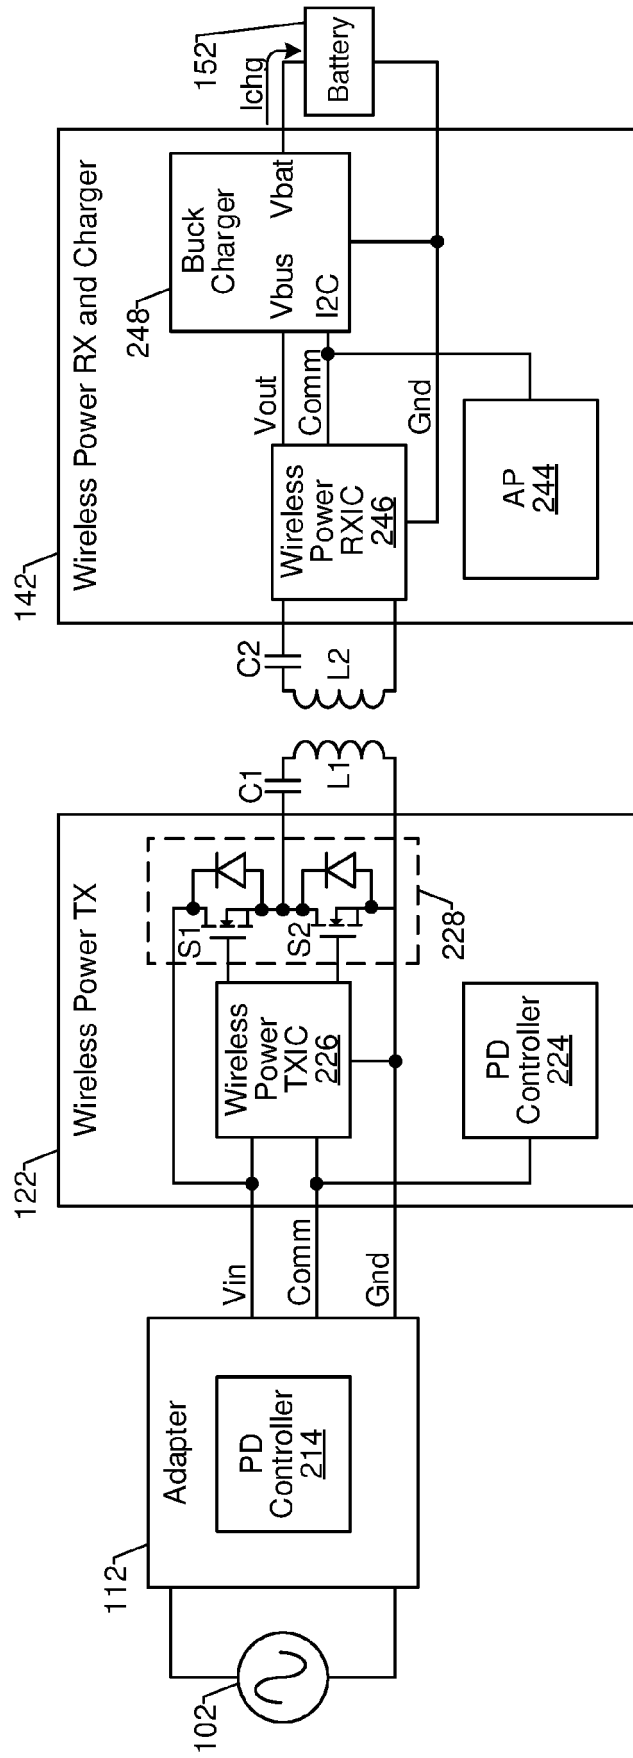 102
112
Adapter
PD
Controller
214
Vin
Comm
Gnd
122
Wireless Power TX
Wireless
Power
TXIC
226
S1
S2
228
PD
Controller
224
C1
L1
C2
L2
142
Wireless Power RX and Charger
Wireless
Power
RXIC
246
Vout
Comm
Gnd
AP
244
248
Buck
Charger
Vbus
Vbat
I2C
Ichg
152
Battery